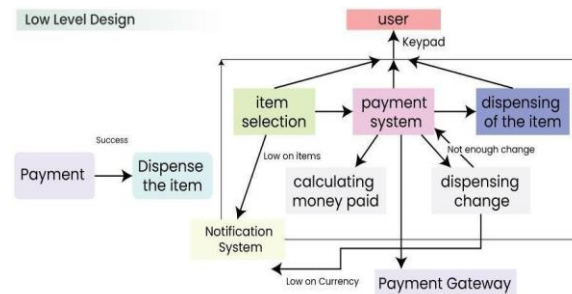 Low Level Design
user
Keypad
item
selection
payment
system
dispensing
of the item
Success
Payment
Dispense
the item
Low on items
Not enough change
calculating
money paid
dispensing
change
Notification
System
Low on Currency
Payment Gateway